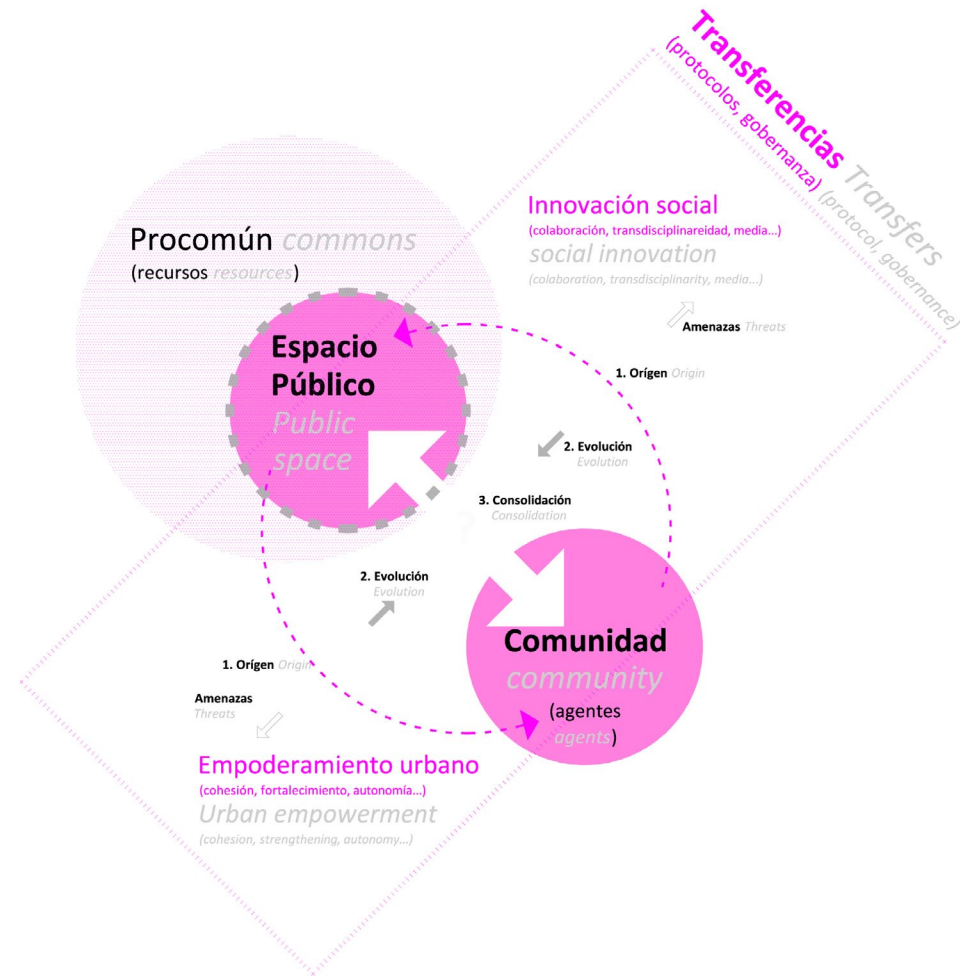 Transferencias Transfers
(protocolos, gobernanza) (protocol, gobernance)
Innovación social
(colaboración, transdisciplinareidad, media...)
social innovation
(colaboration, transdisciplinarity, media...)
Amenazas Threats
1. Orígen Origin
Procomún commons
(recursos resources)
Espacio
Público
Public
space
2. Evolución
Evolution
3. Consolidación
Consolidation
?
2. Evolución
Evolution
Comunidad
community
(agentes
agents)
1. Orígen Origin
Amenazas
Threats
Empoderamiento urbano
(cohesión, fortalecimiento, autonomía...)
Urban empowerment
(cohesion, strengthening, autonomy...)